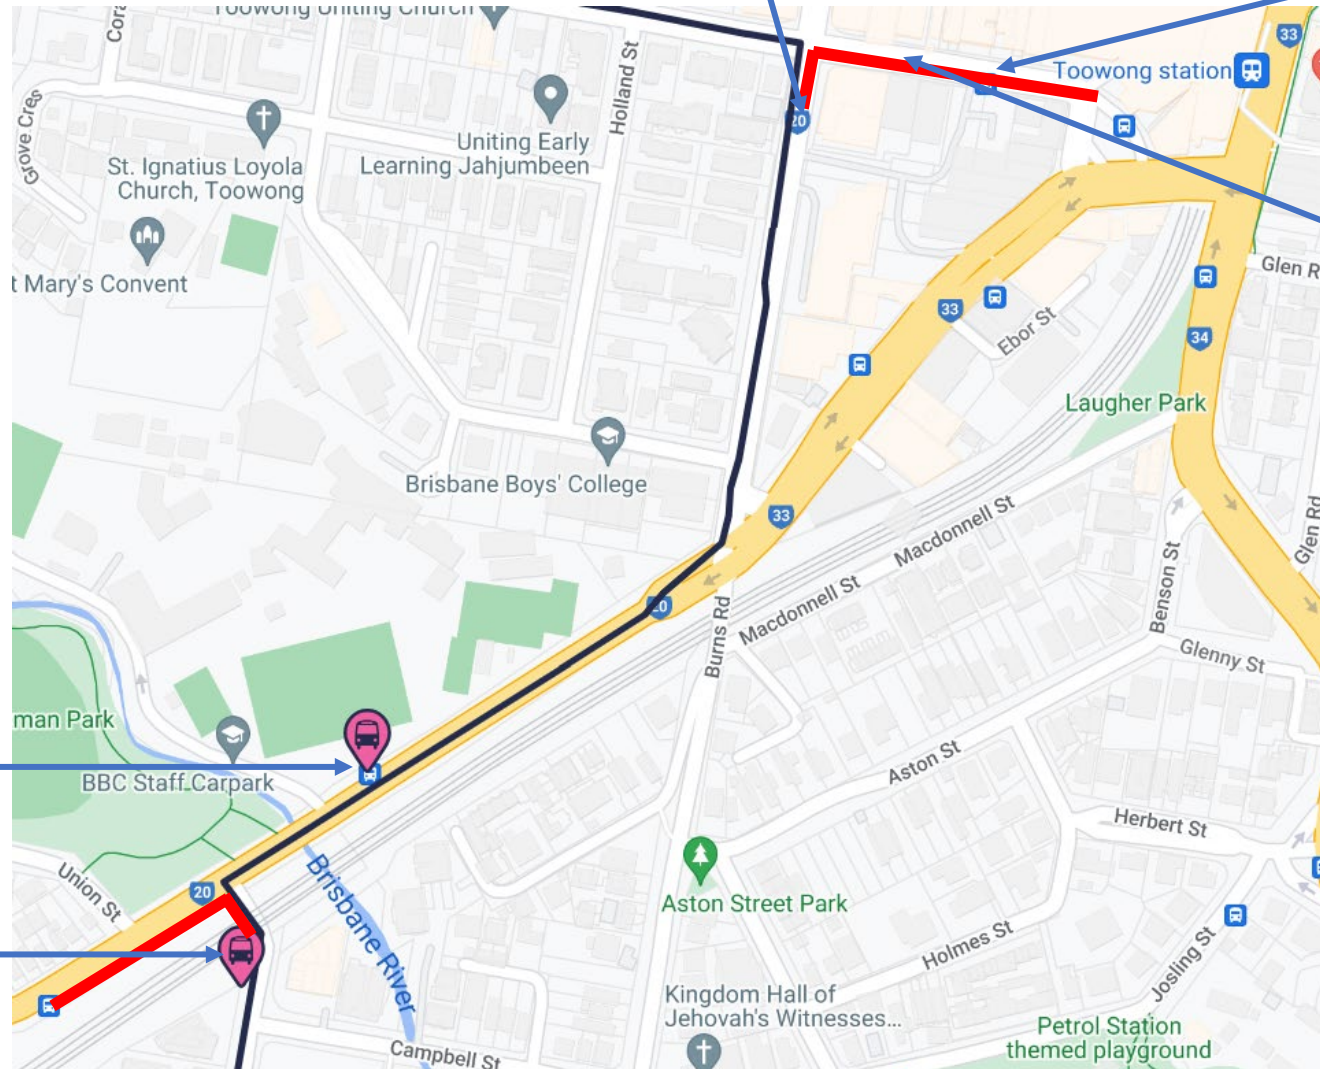 Toowong Uniting Church
33
Toowong station
Holland St
20
Grove Cres
Uniting Early
Learning Jahjumbeen
St. Ignatius Loyola
Church, Toowong
t Mary's Convent
Glen R
33
Ebor St
34
Laugher Park
Brisbane Boys' College
33
Macdonnell St
Glen Rd
Benson St
20
Macdonnell St
Burns Rd
Glenny St
man Park
BBC Staff Carpark
Aston St
Herbert St
Union St
20
Brisbane River
Aston Street Park
Holmes St
Josling St
Kingdom Hall of
Jehovah's Witnesses...
Petrol Station
themed playground
Campbell St